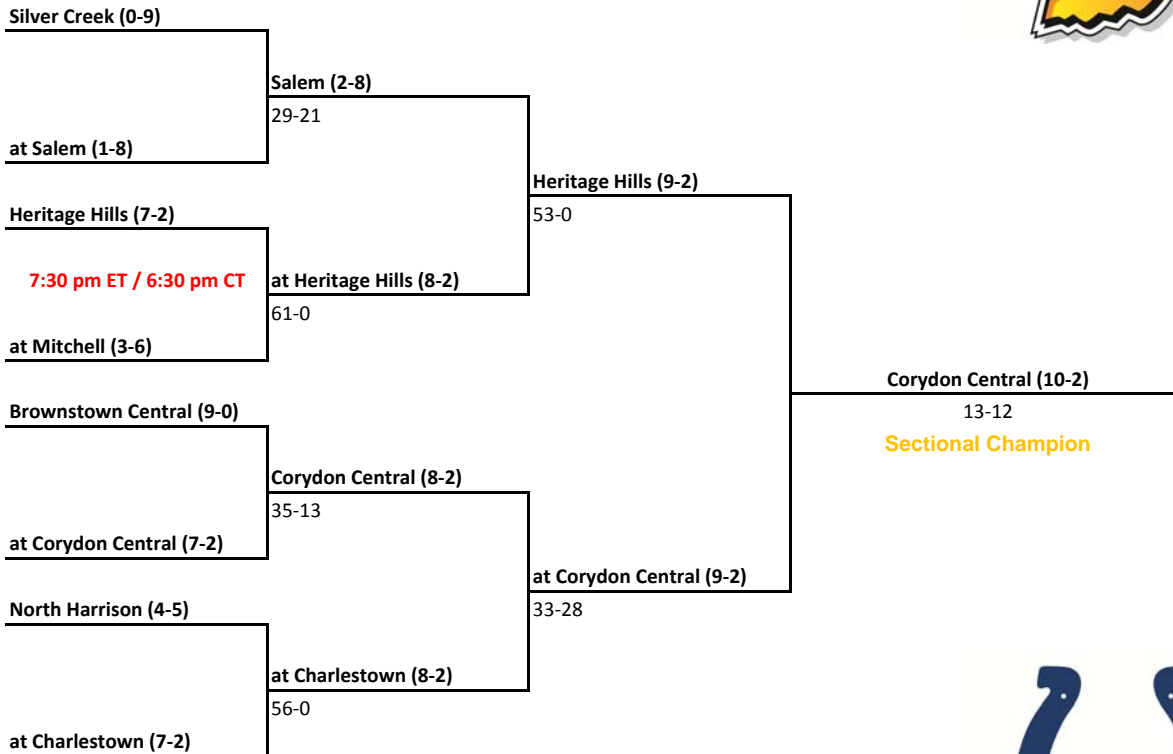 Silver Creek (0-9)
Salem (2-8)
29-21
at Salem (1-8)
Heritage Hills (9-2)
53-0
Heritage Hills (7-2)
7:30 pm ET / 6:30 pm CT
at Heritage Hills (8-2)
61-0
at Mitchell (3-6)
Corydon Central (10-2)
13-12
Sectional Champion
Brownstown Central (9-0)
Corydon Central (8-2)
35-13
at Corydon Central (7-2)
at Corydon Central (9-2)
33-28
North Harrison (4-5)
at Charlestown (8-2)
56-0
at Charlestown (7-2)